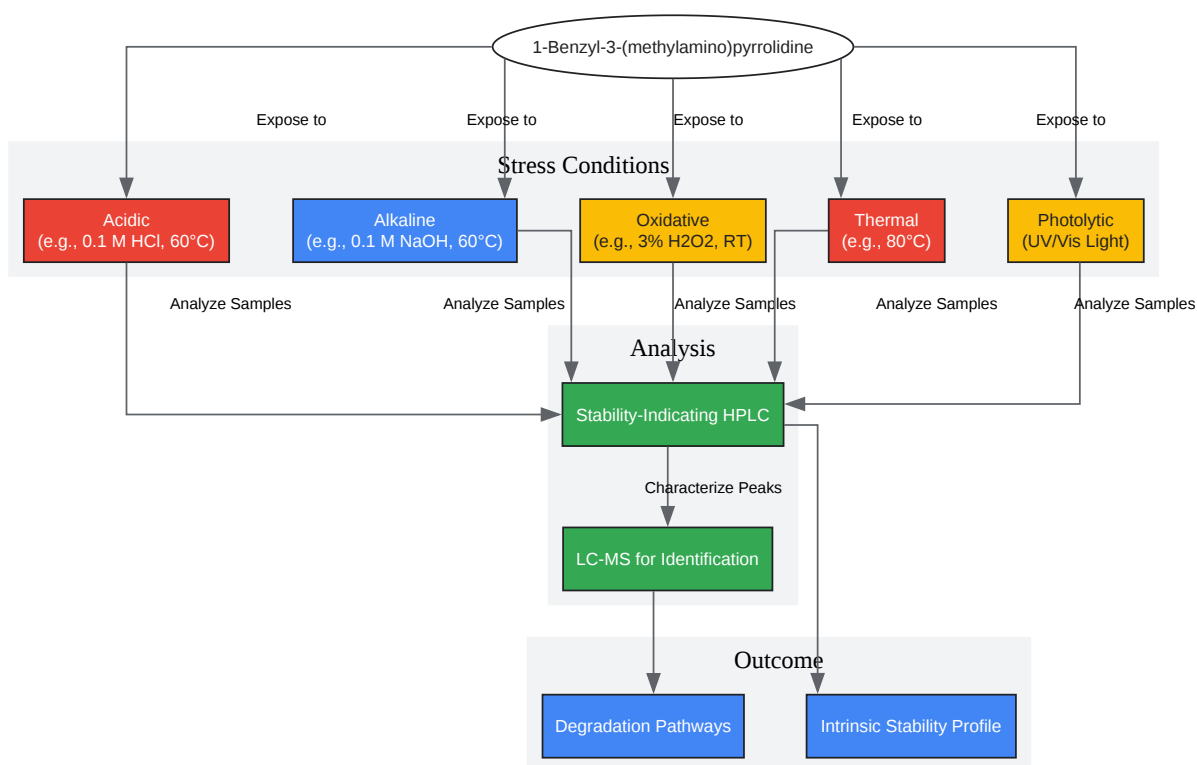 1-Benzyl-3-(methylamino)pyrrolidine
Expose to
Expose to
Expose to
Expose to
Expose to
Stress Conditions
Acidic
(e.g., 0.1 M HCl, 60°C)
Alkaline
(e.g., 0.1 M NaOH, 60°C)
Oxidative
(e.g., 3% H2O2, RT)
Thermal
(e.g., 80°C)
Photolytic
(UV/Vis Light)
Analyze Samples
Analyze Samples
Analyze Samples
Analyze Samples
Analyze Samples
Analysis
Stability-Indicating HPLC
Characterize Peaks
LC-MS for Identification
Outcome
Degradation Pathways
Intrinsic Stability Profile